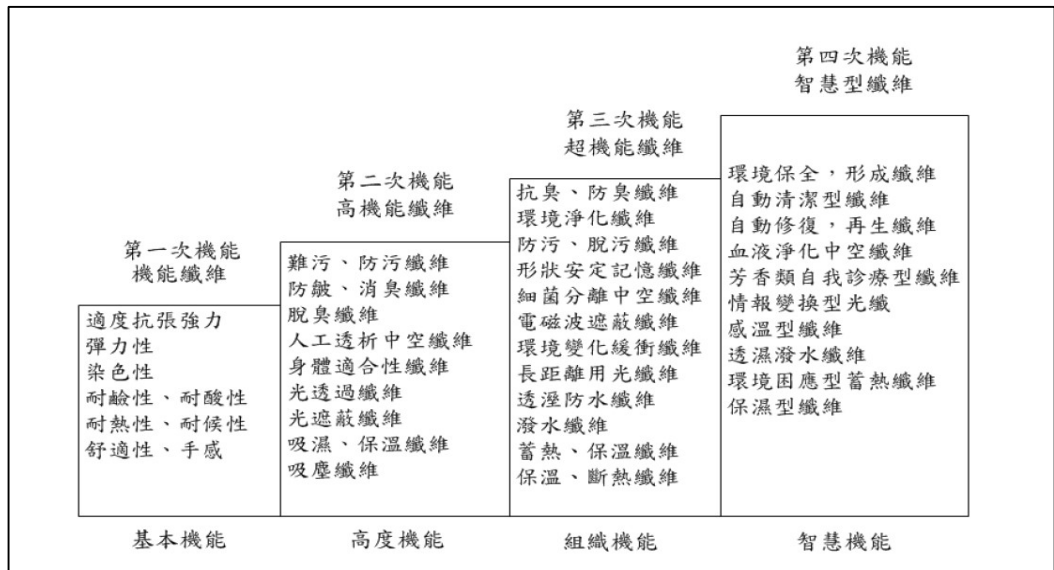 第一次機能
機能纖維
適度抗張強力
彈力性
染色性
耐鹼性、耐酸性
耐熱性、耐候性
舒適性、手感
基本機能
第二次機能
高機能纖維
難污、防污纖維
防皺、消臭纖維
脫臭纖維
人工透析中空纖維
身體適合性纖維
光透過纖維
光遮蔽纖維
吸濕、保溫纖維
吸塵纖維
高度機能
第三次機能
超機能纖維
抗臭、防臭纖維
環境淨化纖維
防污、脫污纖維
形狀安定記憶纖維
細菌分離中空纖維
電磁波遮蔽纖維
環境變化緩衝纖維
長距離用光纖維
透溼防水纖維
潑水纖維
蓄熱、保溫纖維
保溫、斷熱纖維
組織機能
第四次機能
智慧型纖維
環境保全，形成纖維
自動清潔型纖維
自動修復，再生纖維
血液淨化中空纖維
芳香類自我診療型纖維
情報變換型光纖
感溫型纖維
透濕潑水纖維
環境因應型蓄熱纖維
保濕型纖維
智慧機能